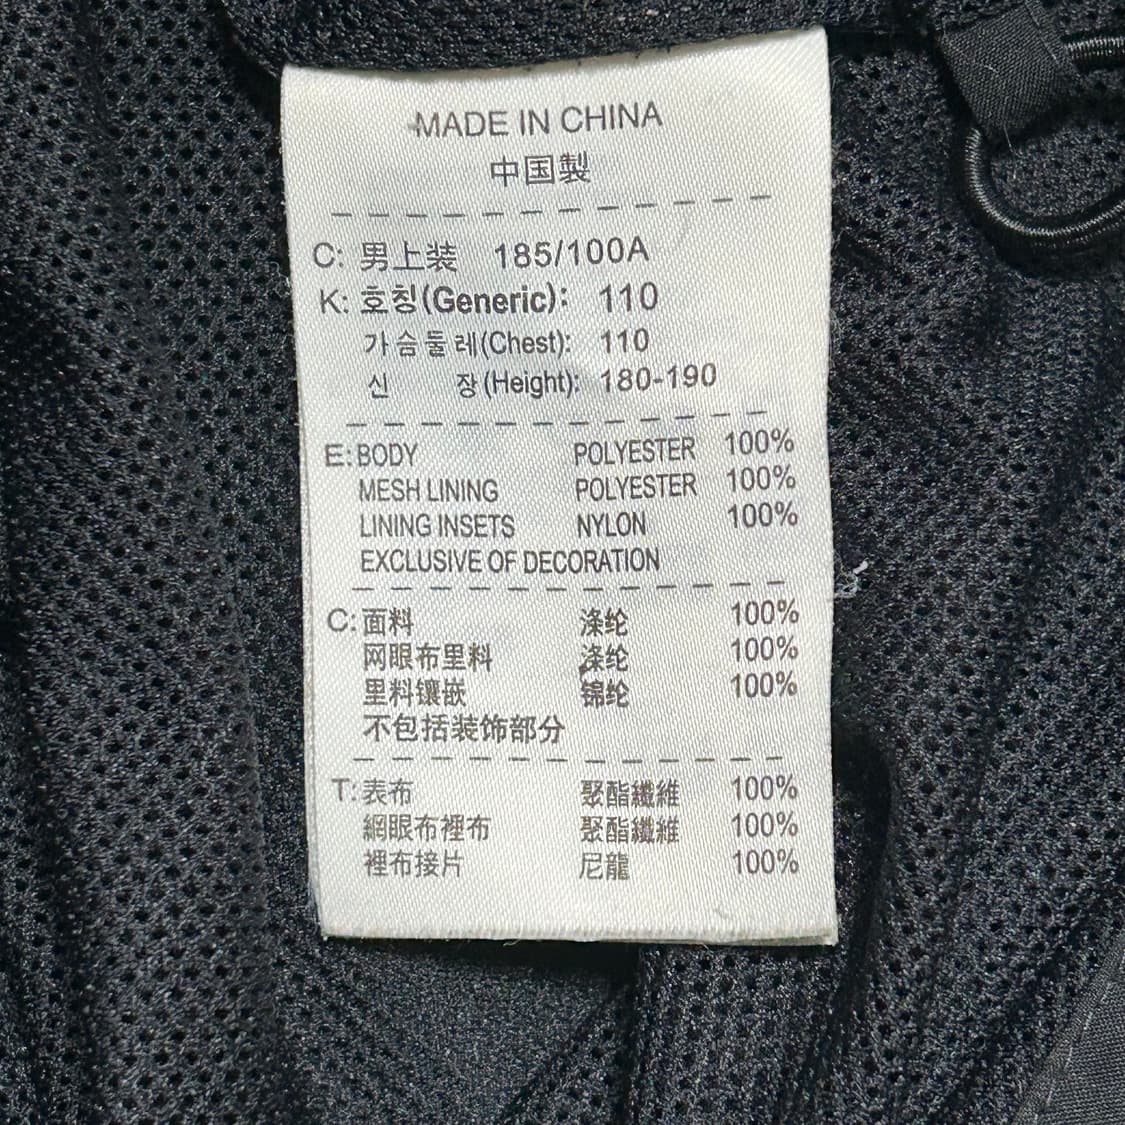 MADE IN CHINA
中国製
C: 男上装 185/100A
K: 호칭(Generic): 110
가슴둘레(Chest): 110
신 장(Height): 180-190
E: BODY POLYESTER 100%
MESH LINING POLYESTER 100%
LINING INSETS NYLON 100%
EXCLUSIVE OF DECORATION
C: 面料 涤纶 100%
网眼布里料 涤纶 100%
里料镶嵌 锦纶 100%
不包括装饰部分
T: 表布 聚酯纖維 100%
網眼布裡布 聚酯纖維 100%
裡布接片 尼龍 100%